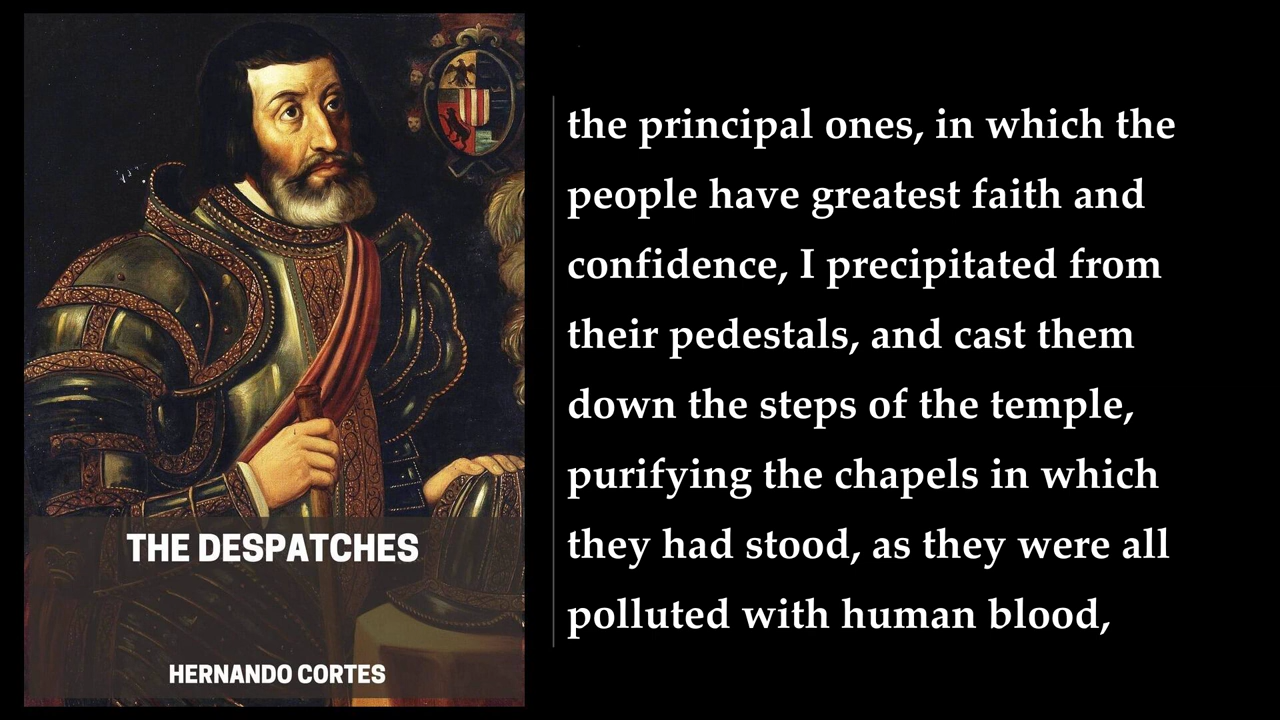 THE DESPATCHES
HERNANDO CORTES
the principal ones, in which the
people have greatest faith and
confidence, I precipitated from
their pedestals, and cast them
down the steps of the temple,
purifying the chapels in which
they had stood, as they were all
polluted with human blood,